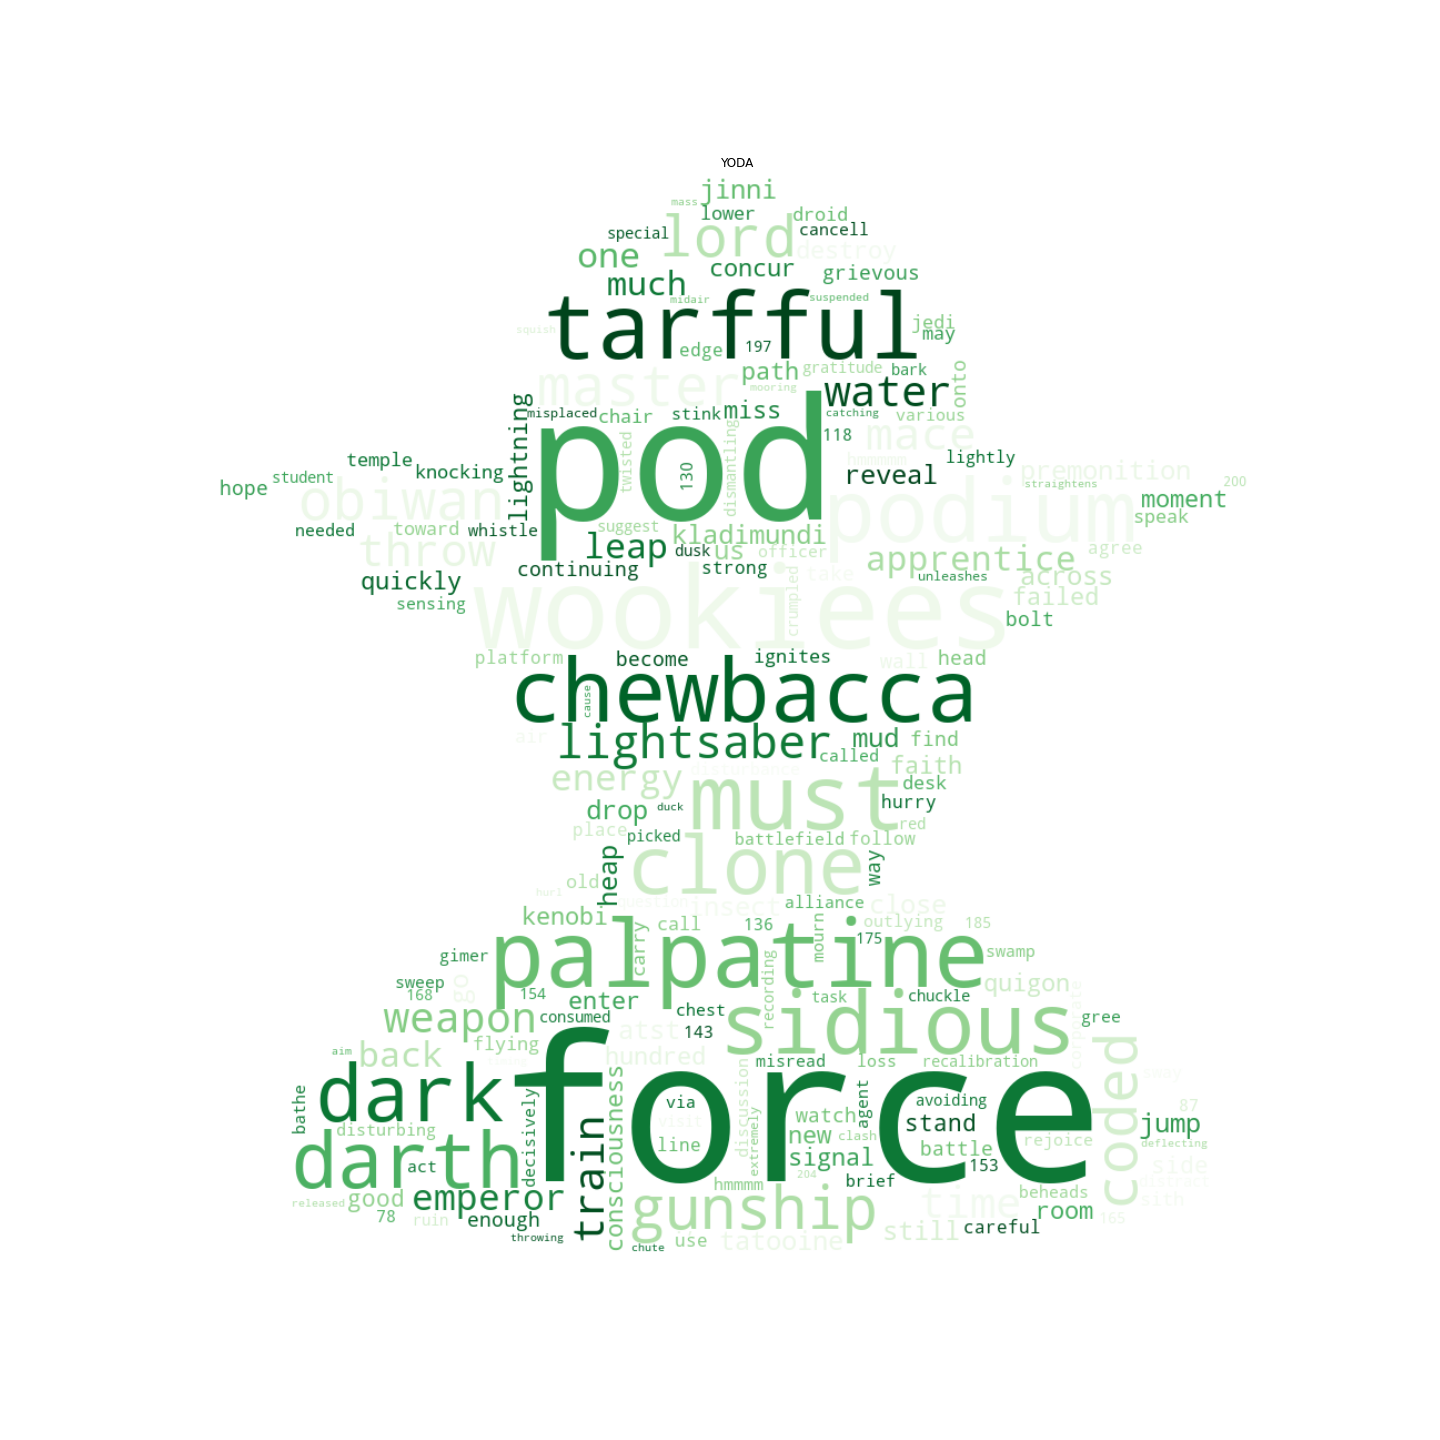 YODA
jinni
mass
lower
droid
special
lord
cancell
one
destroy
much
concur
grievous
midair
suspended
tarfful
squish
jedi
may
edge
197
path
gratitude
bark
onto
master
mooring
water
lightning
misplaced
chair
stink
miss
catching
various
pod
twisted
130
dismantling
118
mace
temple
knocking
hmmmmm
lightly
reveal
premonition
hope
student
straightens
200
obiwan
podium
moment
needed
toward
whistle
suggest
kladimundi
speak
throw
leap
dusk
us
officer
apprentice
agree
quickly
continuing
strong
take
unleashes
across
sensing
wookiees
crumpled
failed
bolt
platform
become
ignites
wall
head
chewbacca
cause
air
lightsaber
mud
find
called
energy
faith
must
desk
drop
duck
hurry
place
picked
battlefield
follow
red
clone
heap
way
old
hurl
question
insect
alliance
close
kenobi
call
136
mourn
outlying
185
palpatine
175
gimer
carry
recording
swamp
sweep
go
168
154
enter
task
chuckle
quigon
corporate
weapon
consumed
chest
sidious
gree
flying
atst
143
aim
back
hundred
misread
loss
recalibration
coded
dark
force
bathe
decisively
consciousness
via
discussion
agent
avoiding
87
watch
stand
jump
disturbing
visit
extremely
new
clash
rejoice
deflecting
darth
act
train
line
signal
battle
153
side
released
good
emperor
hmmmm
204
brief
beheads
sith
78
ruin
enough
gunship
time
room
165
throwing
chute
use
tatooine
still
careful